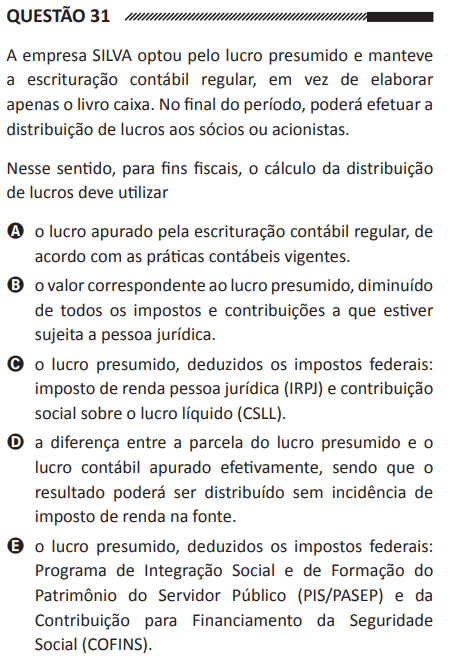 QUESTÃO 31
A empresa SILVA optou pelo lucro presumido e manteve
a escrituração contábil regular, em vez de elaborar
apenas o livro caixa. No final do período, poderá efetuar a
distribuição de lucros aos sócios ou acionistas.
Nesse sentido, para fins fiscais, o cálculo da distribuição
de lucros deve utilizar
A o lucro apurado pela escrituração contábil regular, de
acordo com as práticas contábeis vigentes.
B o valor correspondente ao lucro presumido, diminuído
de todos os impostos e contribuições a que estiver
sujeita a pessoa jurídica.
C o lucro presumido, deduzidos os impostos federais:
imposto de renda pessoa jurídica (IRPJ) e contribuição
social sobre o lucro líquido (CSLL).
D a diferença entre a parcela do lucro presumido e o
lucro contábil apurado efetivamente, sendo que o
resultado poderá ser distribuído sem incidência de
imposto de renda na fonte.
E o lucro presumido, deduzidos os impostos federais:
Programa de Integração Social e de Formação do
Patrimônio do Servidor Público (PIS/PASEP) e da
Contribuição para Financiamento da Seguridade
Social (COFINS).